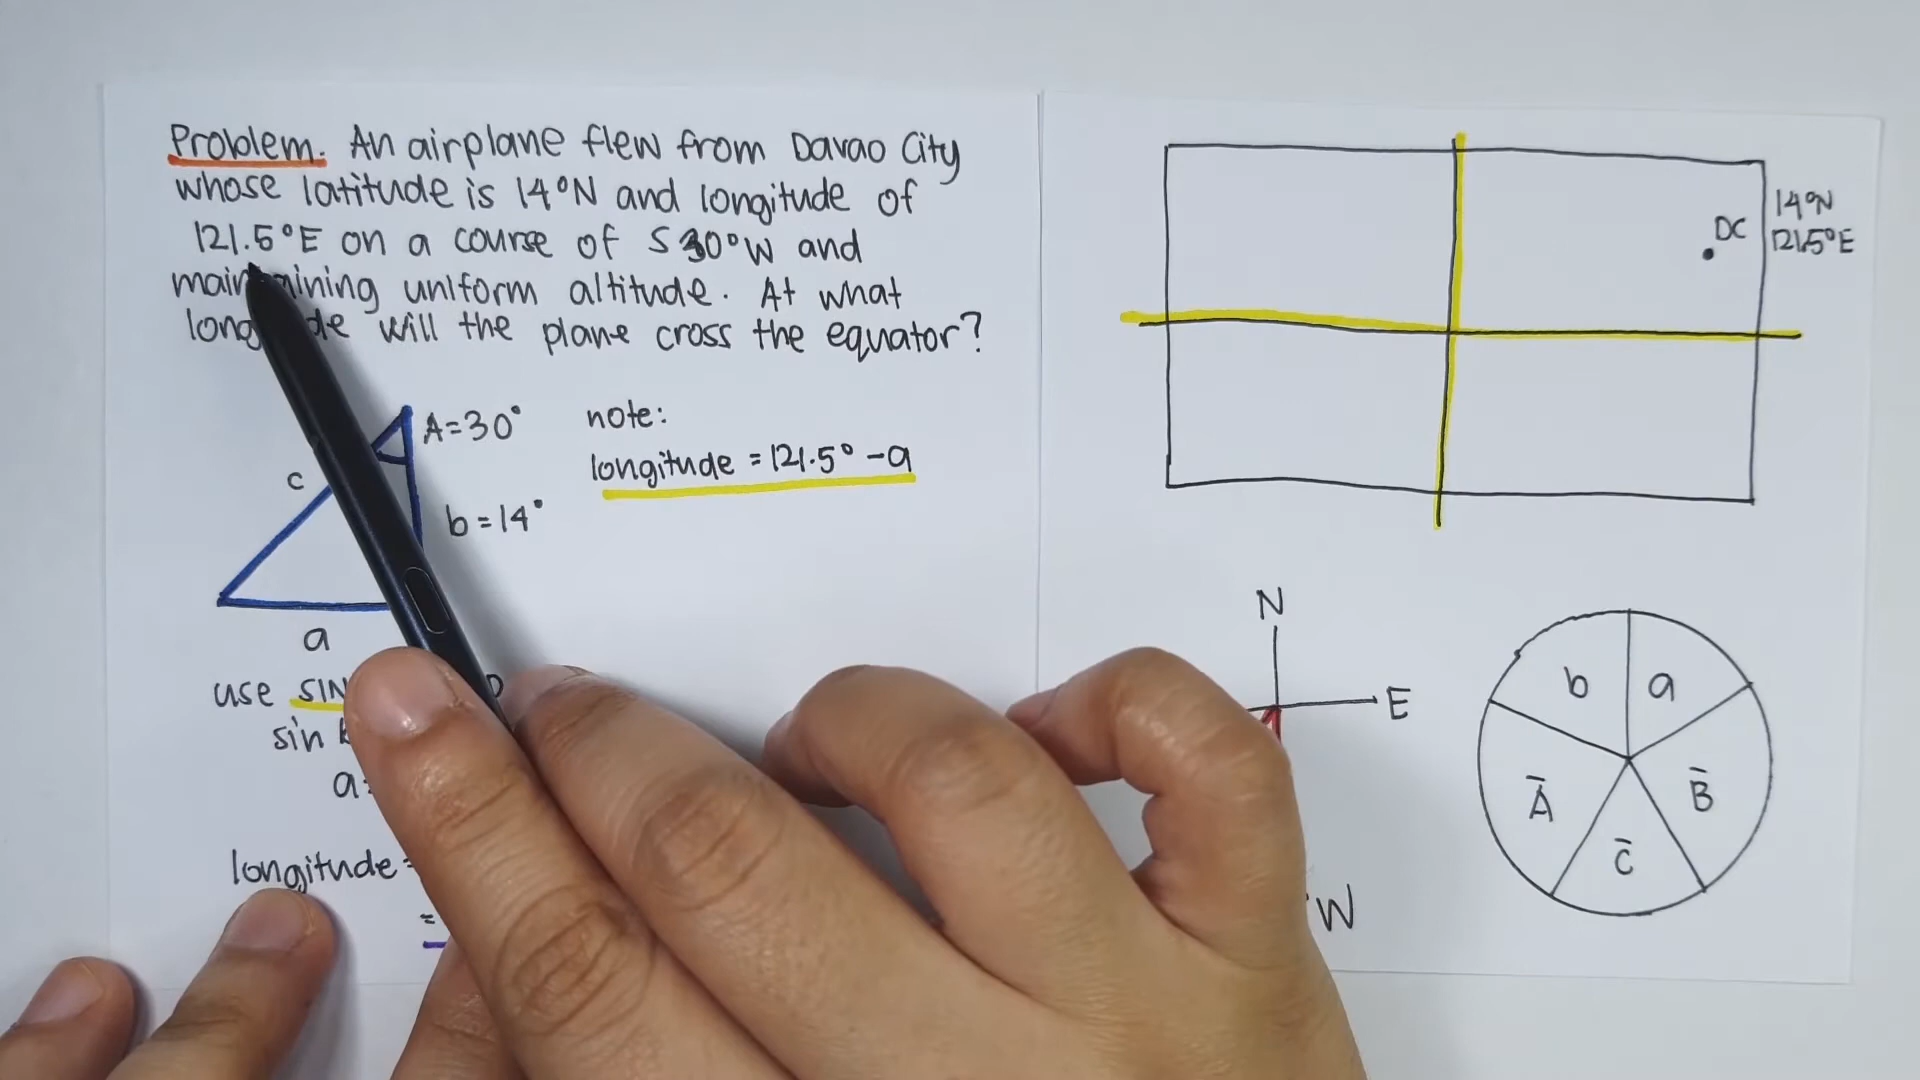 Problem. An airplane flew from Davao City
whose latitude is 14°N and longitude of
121.5°E on a course of S 30°W and
uniform altitude. At what
will the plane cross the equator?
A=30°
note:
c
longitude = 121.5° - a
b = 14°
a
use SIN
sin
a
longitude =
=
14°N
DC
121.5°E
N
E
W
b
a
A̅
B̅
C̅